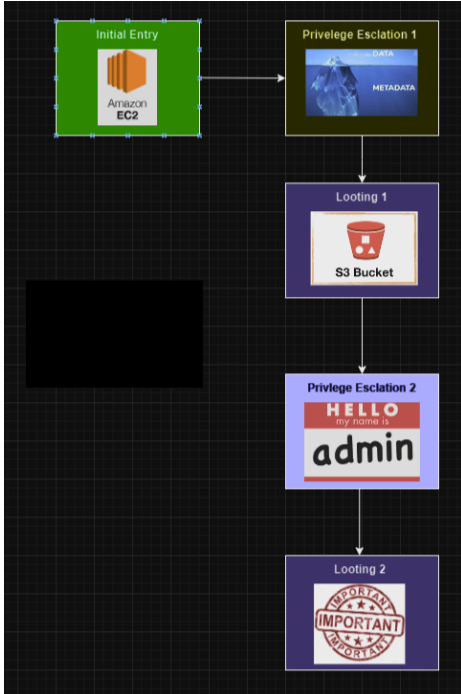 Initial Entry
Amazon
EC2
Privelege Esclation 1
DATA
METADATA
Looting 1
S3 Bucket
Privlege Esclation 2
HELLO
my name is
admin
Looting 2
IMPORTANT
IMPORTANT
IMPORTANT